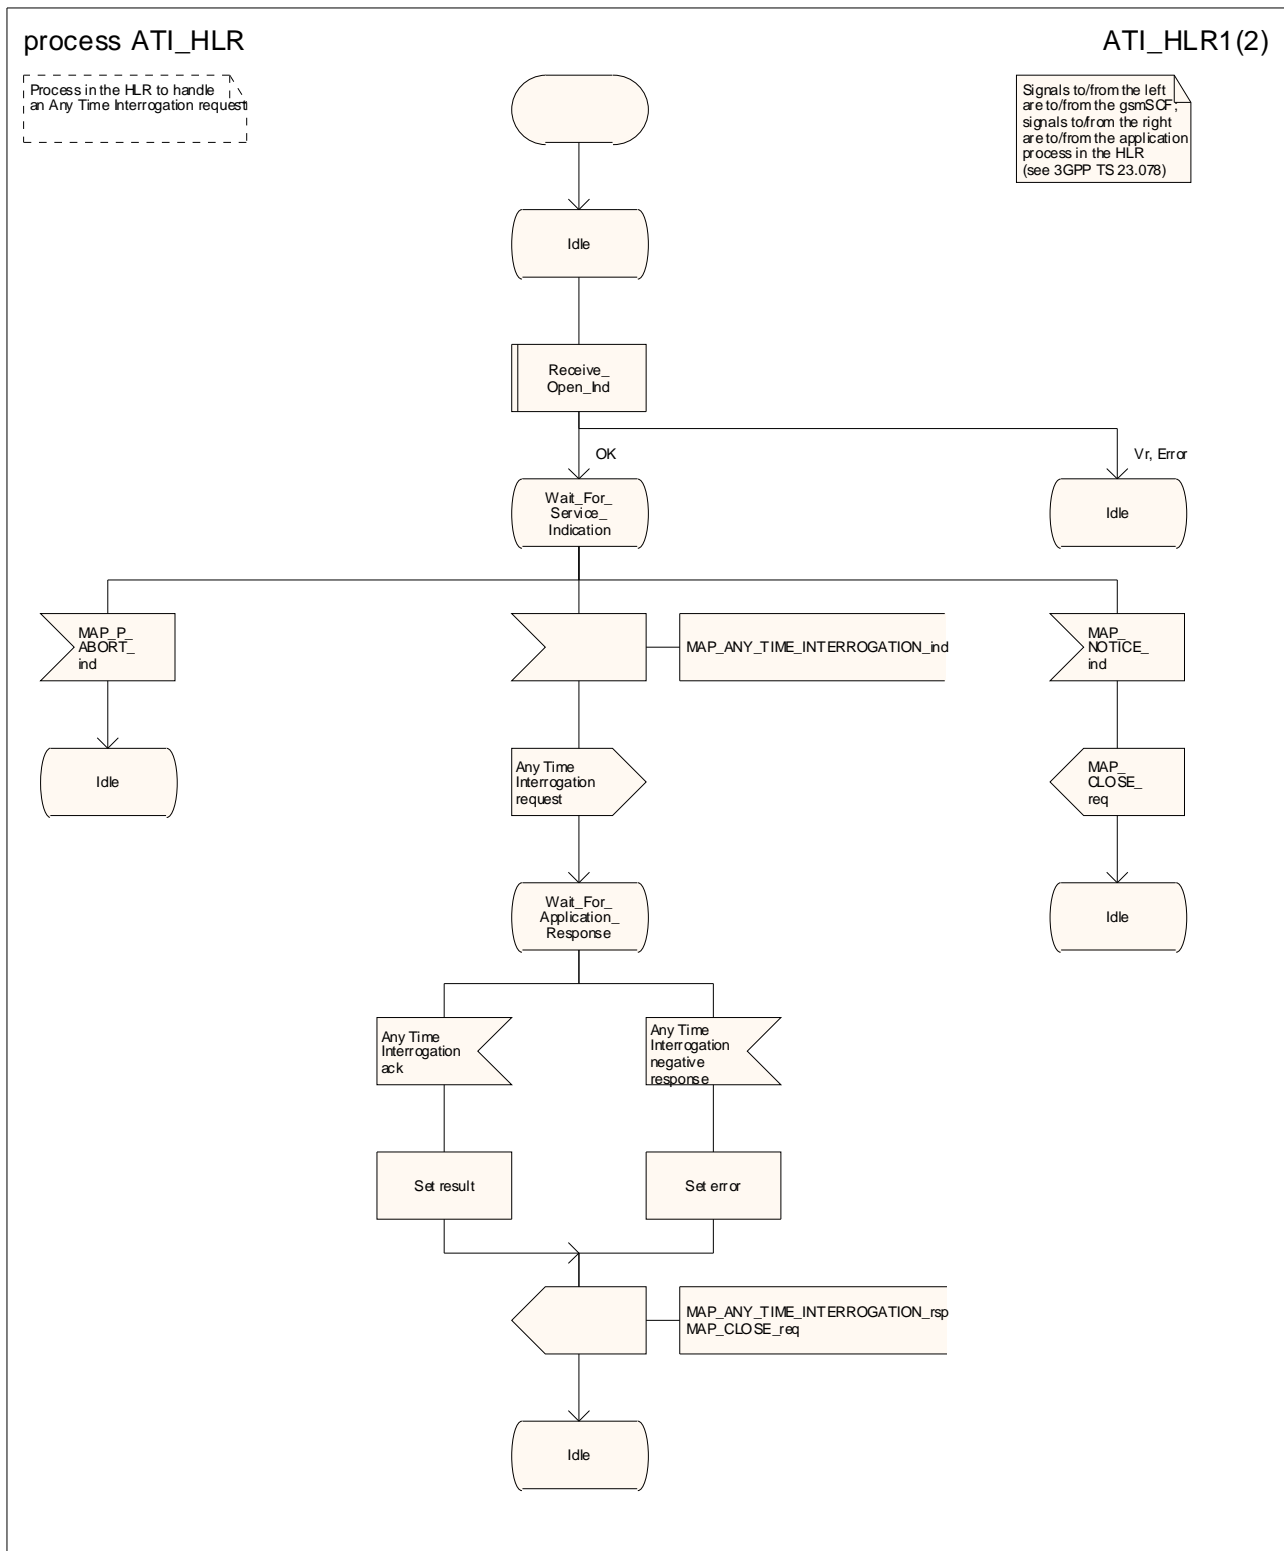 process ATI_HLR
ATI_HLR1(2)
Process in the HLR to handle
an Any Time Interrogation request
Signals to/from the left
are to/from the gsmSCF;
signals to/from the right
are to/from the application
process in the HLR
(see 3GPP TS 23.078)
Idle
Receive_
Open_Ind
OK
Vr, Error
Wait_For_
Service_
Indication
Idle
MAP_P_
ABORT_
ind
MAP_ANY_TIME_INTERROGATION_ind
MAP_
NOTICE_
ind
Idle
Any Time
Interrogation
request
MAP_
CLOSE_
req
Wait_For_
Application_
Response
Idle
Any Time
Interrogation
ack
Any Time
Interrogation
negative
response
Set result
Set error
MAP_ANY_TIME_INTERROGATION_rsp
MAP_CLOSE_req
Idle